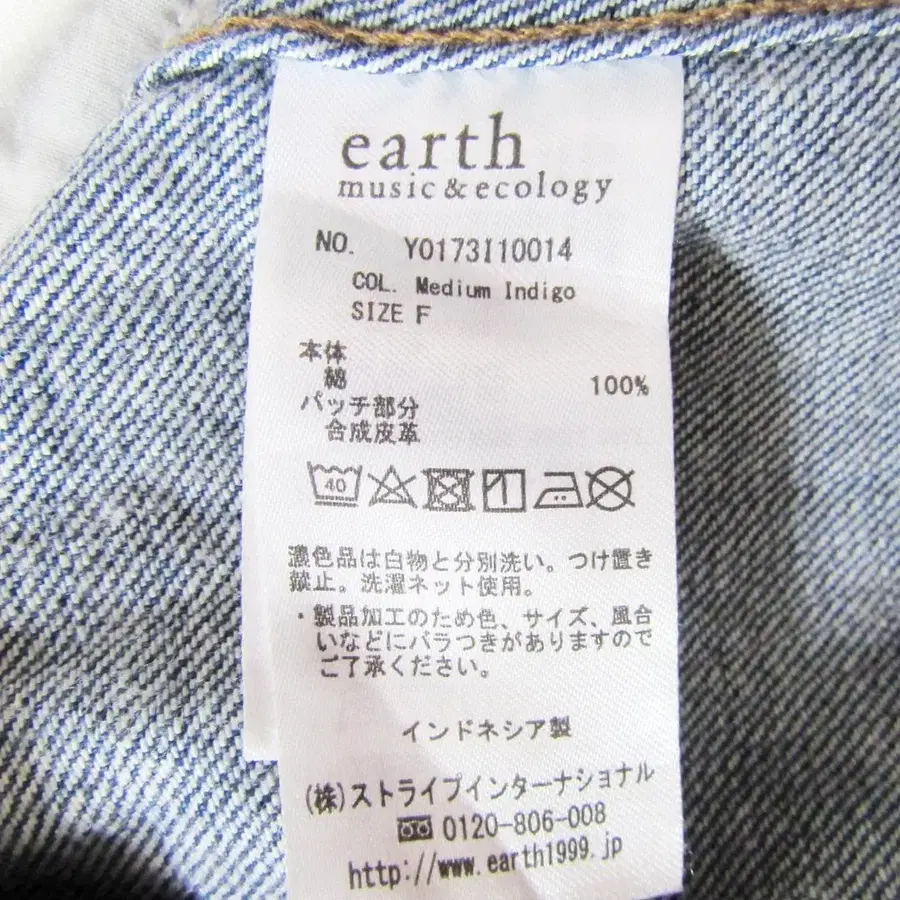 earth
music&ecology
NO. Y0173I10014
COL. Medium Indigo
SIZE F
本体
綿 100%
パッチ部分
合成皮革
40
濃色品は白物と分別洗い。つけ置き
禁止。洗濯ネット使用。
・製品加工のため色、サイズ、風合
いなどにバラつきがありますので
ご了承ください。
インドネシア製
(株)ストライプインターナショナル
0120-806-008
http://www.earth1999.jp